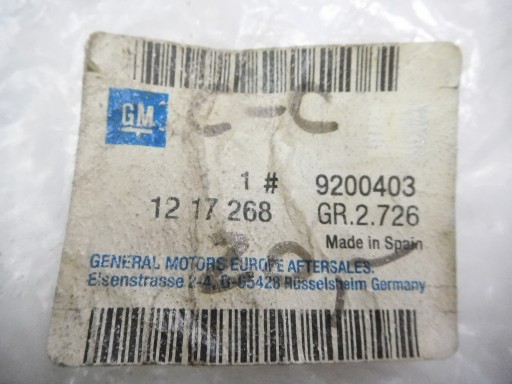 GM
C-C
1 # 9200403
12 17 268 GR.2.726
Made in Spain
GENERAL MOTORS EUROPE AFTERSALES.
Eisenstrasse 2-4, D-65428 Rüsselsheim Germany